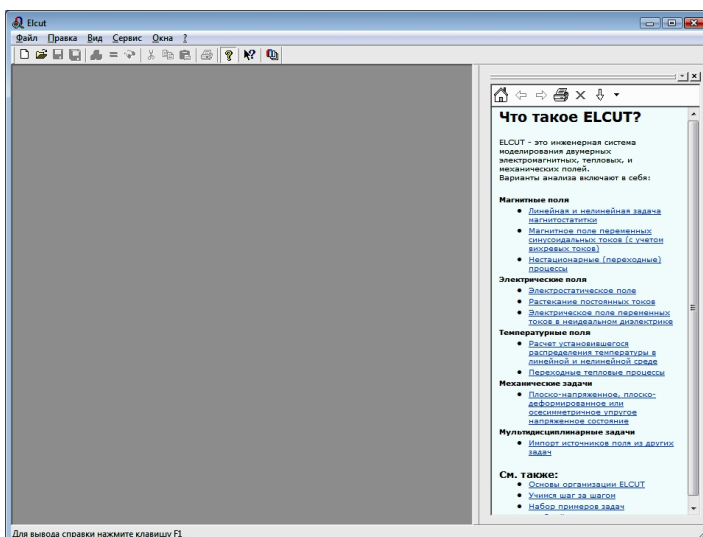 Elcut
Файл Правка Вид Сервис Окна ?
Что такое ELCUT?
ELCUT - это инженерная система
моделирования двумерных
электромагнитных, тепловых, и
механических полей.
Варианты анализа включают в себя:
Магнитные поля
Линейная и нелинейная задача
магнитостатитки
Магнитное поле переменных
синусоидальных токов (с учетом
вихревых токов)
Нестационарные (переходные)
процессы
Электрические поля
Электростатическое поле
Растекание постоянных токов
Электрическое поле переменных
токов в неидеальном диэлектрике
Температурные поля
Расчет установившегося
распределения температуры в
линейной и нелинейной среде
Переходные тепловые процессы
Механические задачи
Плоско-напряженное, плоско-
деформированное или
осесимметричное упругое
напряженное состояние
Мультидисциплинарные задачи
Импорт источников поля из других
задач
См. также:
Основы организации ELCUT
Учимся шаг за шагом
Набор примеров задач
Для вывода справки нажмите клавишу F1